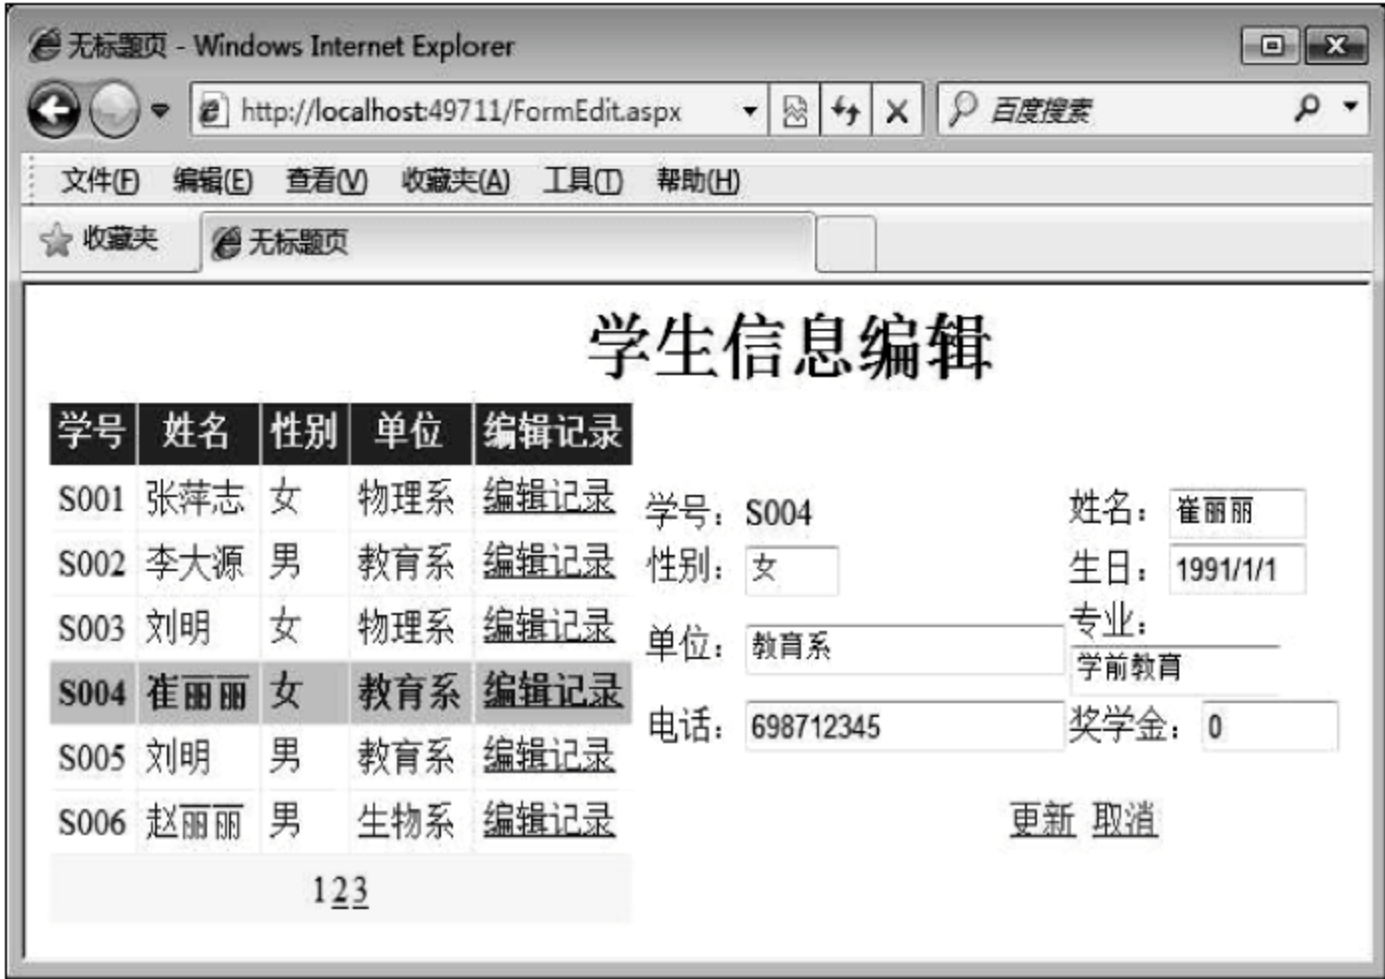 无标题页 - Windows Internet Explorer
http://localhost:49711/FormEdit.aspx
百度搜索
文件(F) 编辑(E) 查看(V) 收藏夹(A) 工具(T) 帮助(H)
收藏夹 无标题页
学生信息编辑
学号 姓名 性别 单位 编辑记录
S001 张萍志 女 物理系 编辑记录
S002 李大源 男 教育系 编辑记录
S003 刘明 女 物理系 编辑记录
S004 崔丽丽 女 教育系 编辑记录
S005 刘明 男 教育系 编辑记录
S006 赵丽丽 男 生物系 编辑记录
123
学号：S004 姓名：崔丽丽
性别：女 生日：1991/1/1
单位：教育系 专业：
学前教育
电话：698712345 奖学金：0
更新 取消